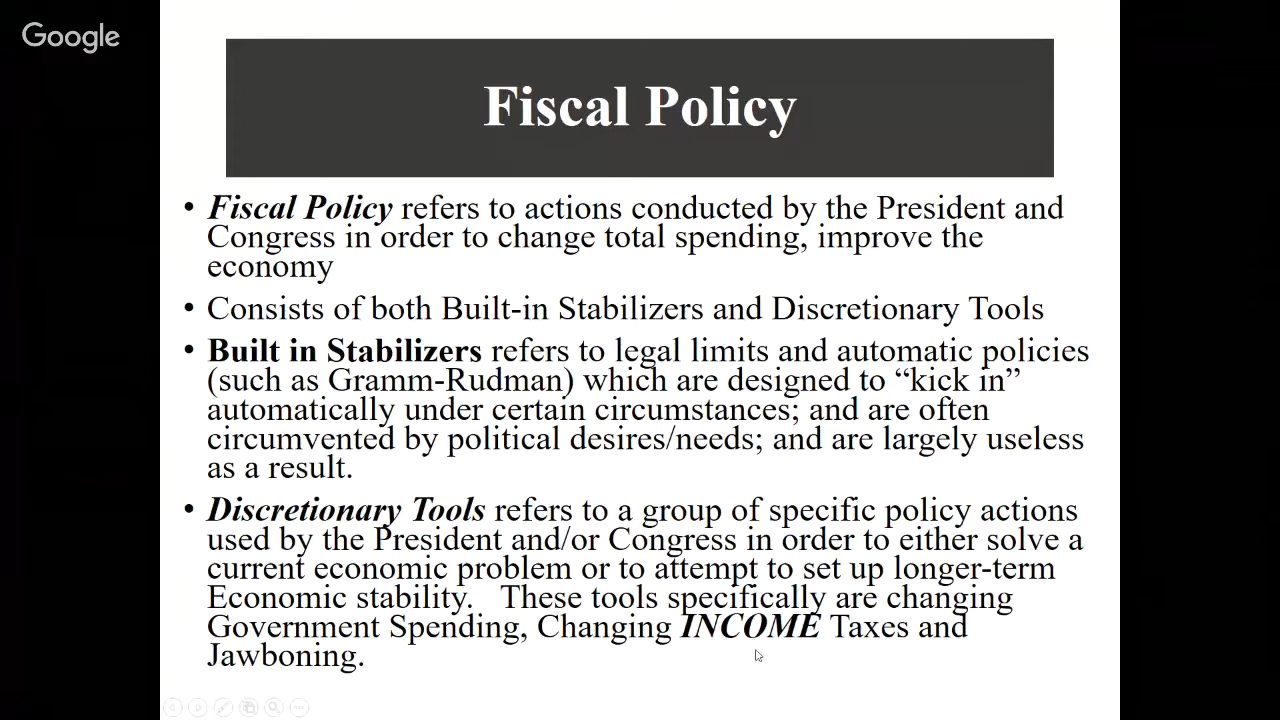 Google
Fiscal Policy
• Fiscal Policy refers to actions conducted by the President and
Congress in order to change total spending, improve the
economy
• Consists of both Built-in Stabilizers and Discretionary Tools
• Built in Stabilizers refers to legal limits and automatic policies
(such as Gramm-Rudman) which are designed to “kick in”
automatically under certain circumstances; and are often
circumvented by political desires/needs; and are largely useless
as a result.
• Discretionary Tools refers to a group of specific policy actions
used by the President and/or Congress in order to either solve a
current economic problem or to attempt to set up longer-term
Economic stability.   These tools specifically are changing
Government Spending, Changing INCOME Taxes and
Jawboning.